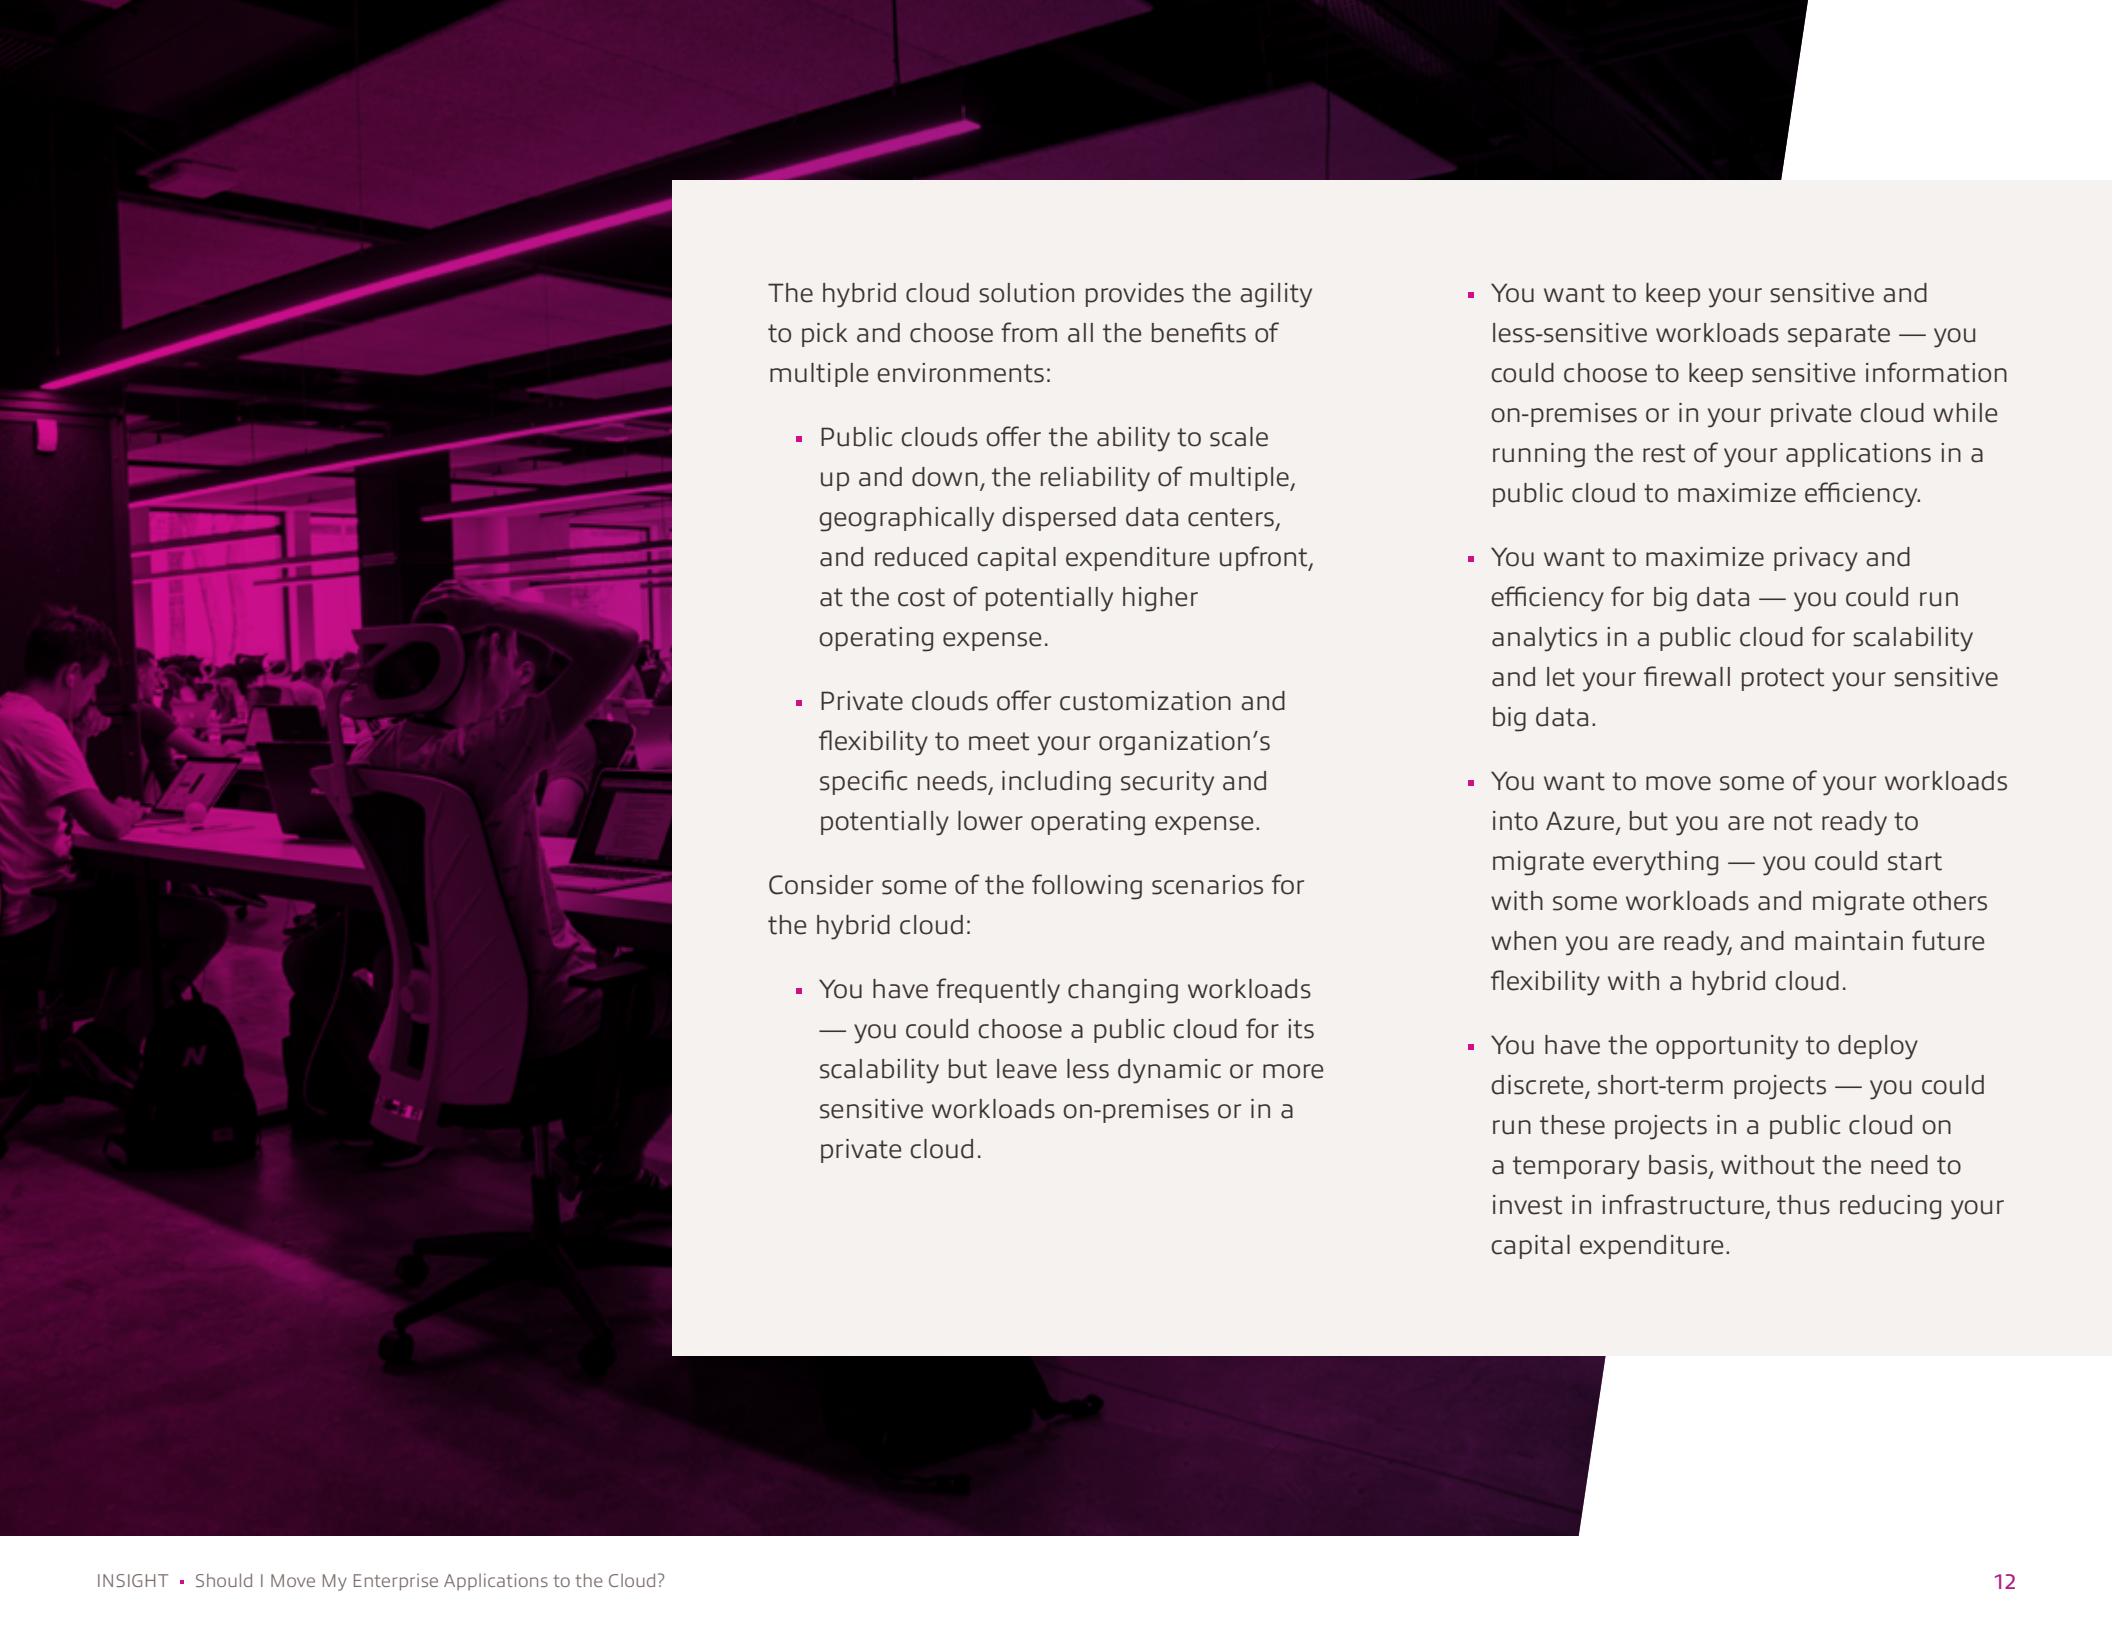 The hybrid cloud solution provides the agility
to pick and choose from all the benefits of
multiple environments:
▪ Public clouds offer the ability to scale
up and down, the reliability of multiple,
geographically dispersed data centers,
and reduced capital expenditure upfront,
at the cost of potentially higher
operating expense.
▪ Private clouds offer customization and
flexibility to meet your organization’s
specific needs, including security and
potentially lower operating expense.
Consider some of the following scenarios for
the hybrid cloud:
▪ You have frequently changing workloads
— you could choose a public cloud for its
scalability but leave less dynamic or more
sensitive workloads on-premises or in a
private cloud.
▪ You want to keep your sensitive and
less-sensitive workloads separate — you
could choose to keep sensitive information
on-premises or in your private cloud while
running the rest of your applications in a
public cloud to maximize efficiency.
▪ You want to maximize privacy and
efficiency for big data — you could run
analytics in a public cloud for scalability
and let your firewall protect your sensitive
big data.
▪ You want to move some of your workloads
into Azure, but you are not ready to
migrate everything — you could start
with some workloads and migrate others
when you are ready, and maintain future
flexibility with a hybrid cloud.
▪ You have the opportunity to deploy
discrete, short-term projects — you could
run these projects in a public cloud on
a temporary basis, without the need to
invest in infrastructure, thus reducing your
capital expenditure.
N
INSIGHT ▪ Should I Move My Enterprise Applications to the Cloud?
12